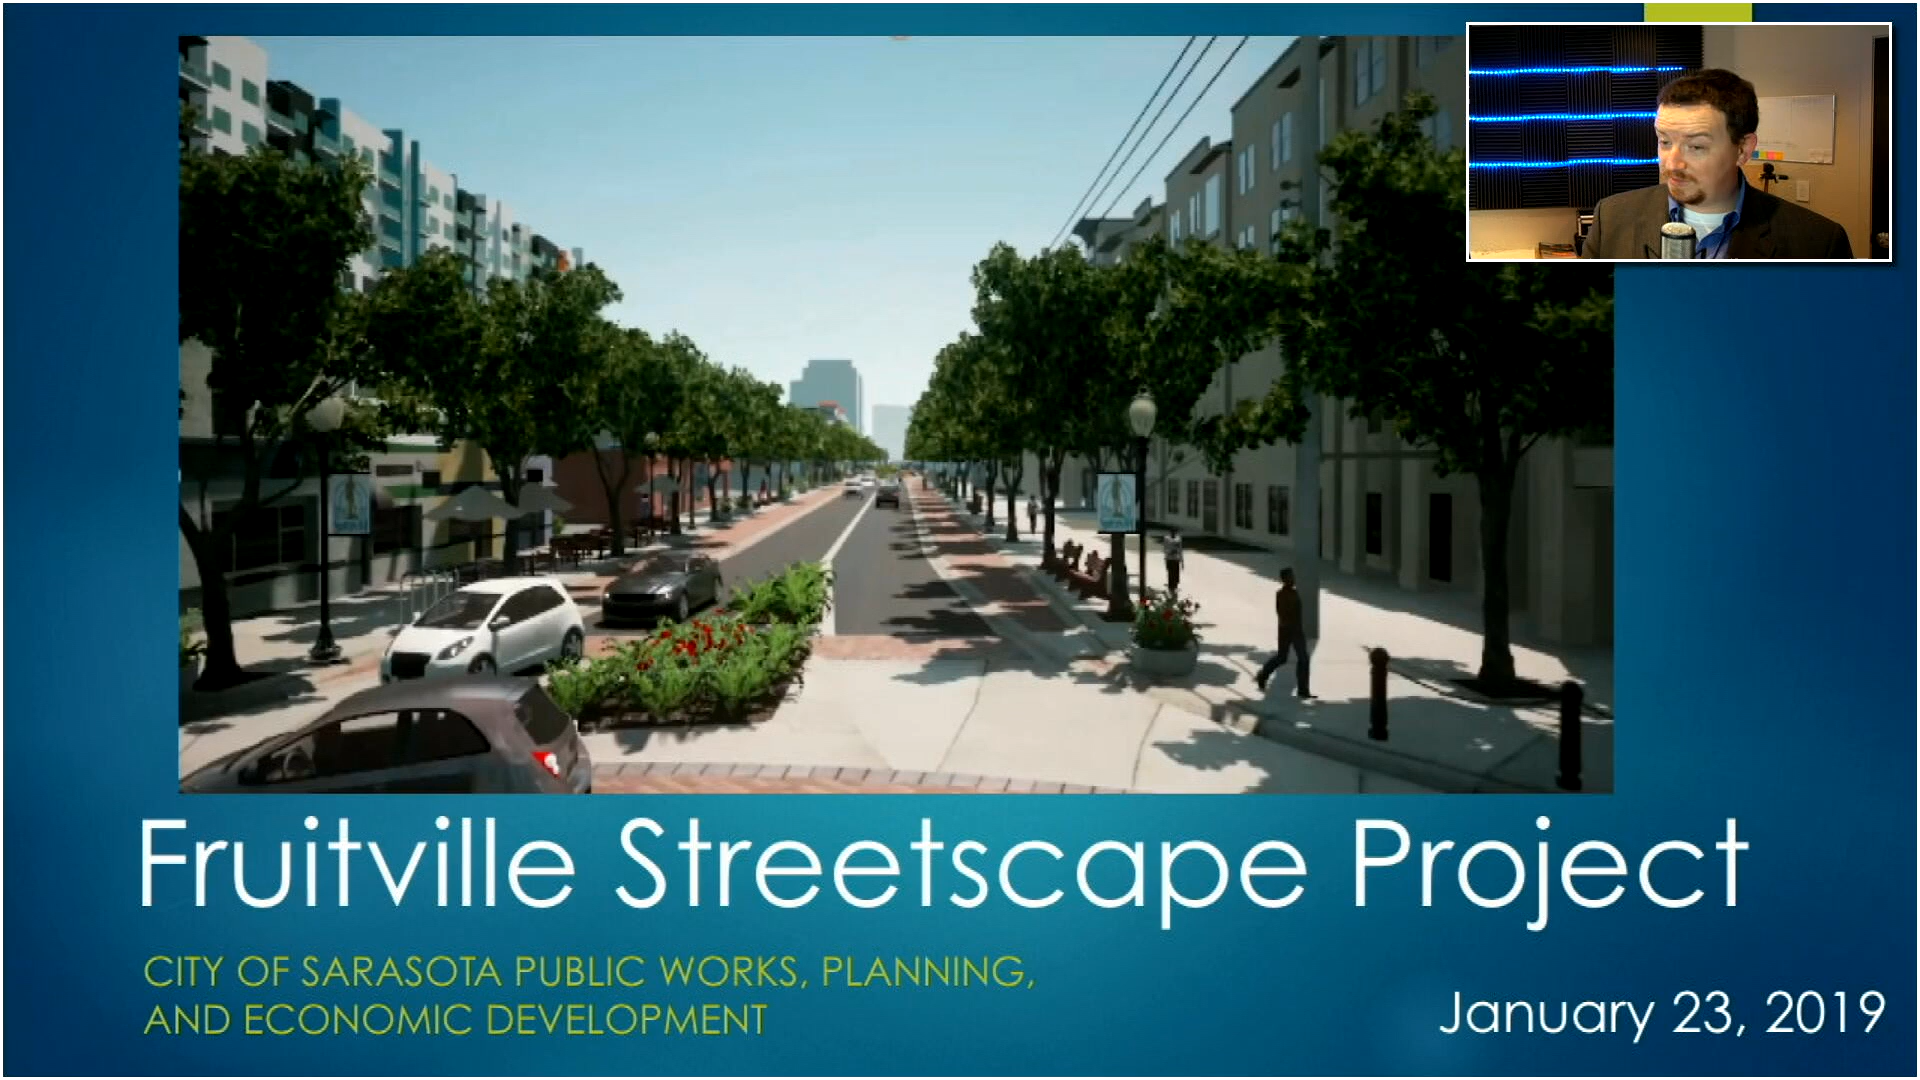 Fruitville Streetscape Project
CITY OF SARASOTA PUBLIC WORKS, PLANNING,
AND ECONOMIC DEVELOPMENT
January 23, 2019